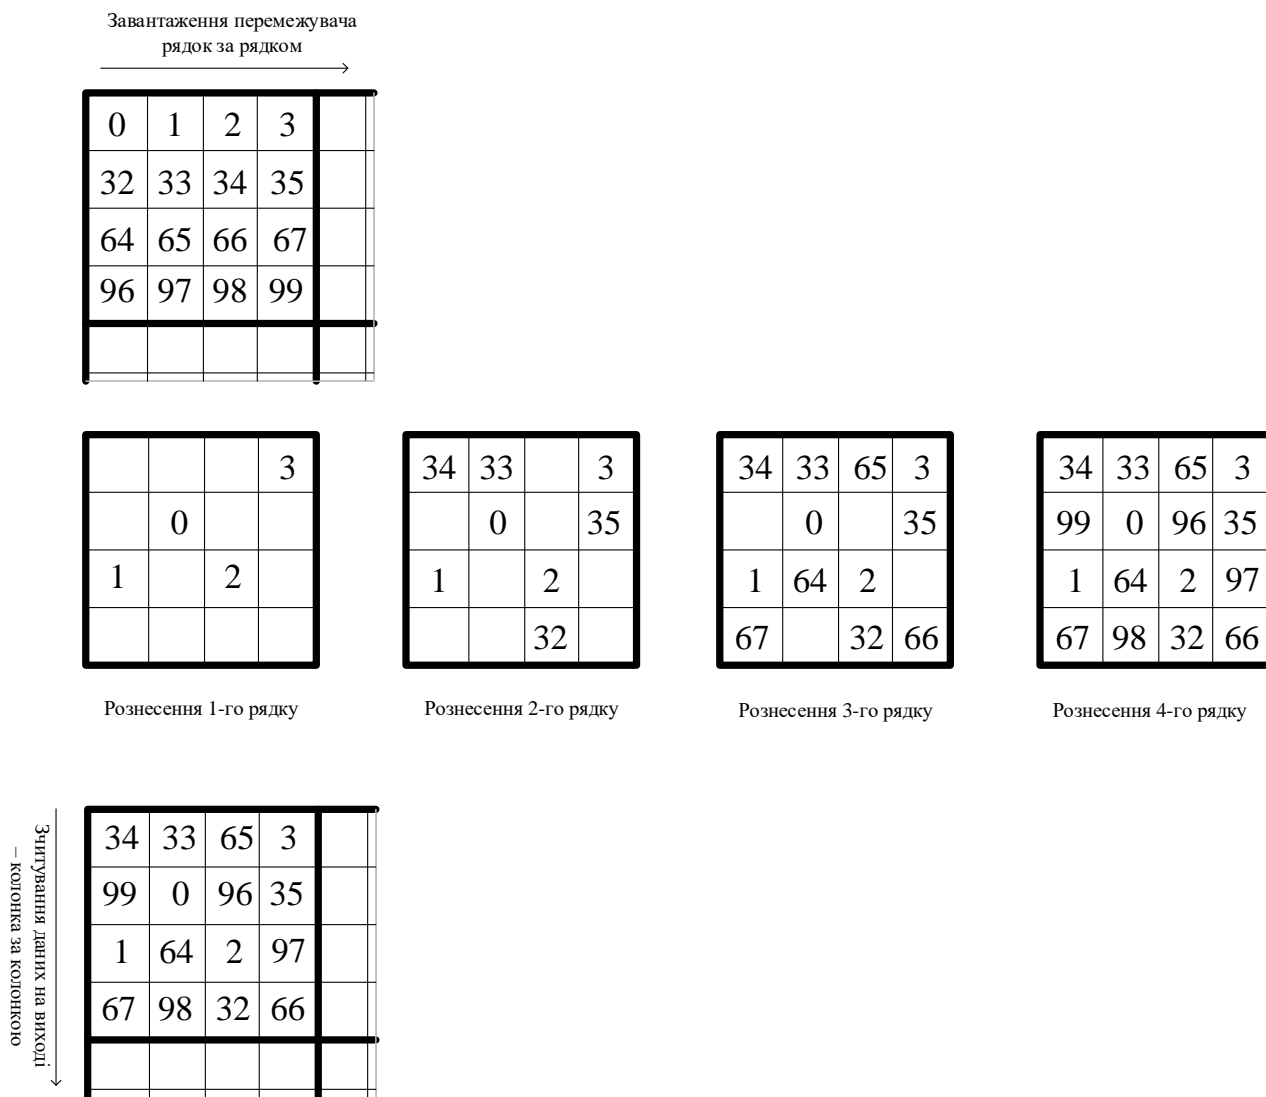 Завантаження перемежувача
рядок за рядком
0 1 2 3
32 33 34 35
64 65 66 67
96 97 98 99
3
0
1 2
Рознесення 1-го рядку
34 33 3
0 35
1 2
32
Рознесення 2-го рядку
34 33 65 3
0 35
1 64 2
67 32 66
Рознесення 3-го рядку
34 33 65 3
99 0 96 35
1 64 2 97
67 98 32 66
Рознесення 4-го рядку
Зчитування даних на виході
– колонка за колонкою
34 33 65 3
99 0 96 35
1 64 2 97
67 98 32 66